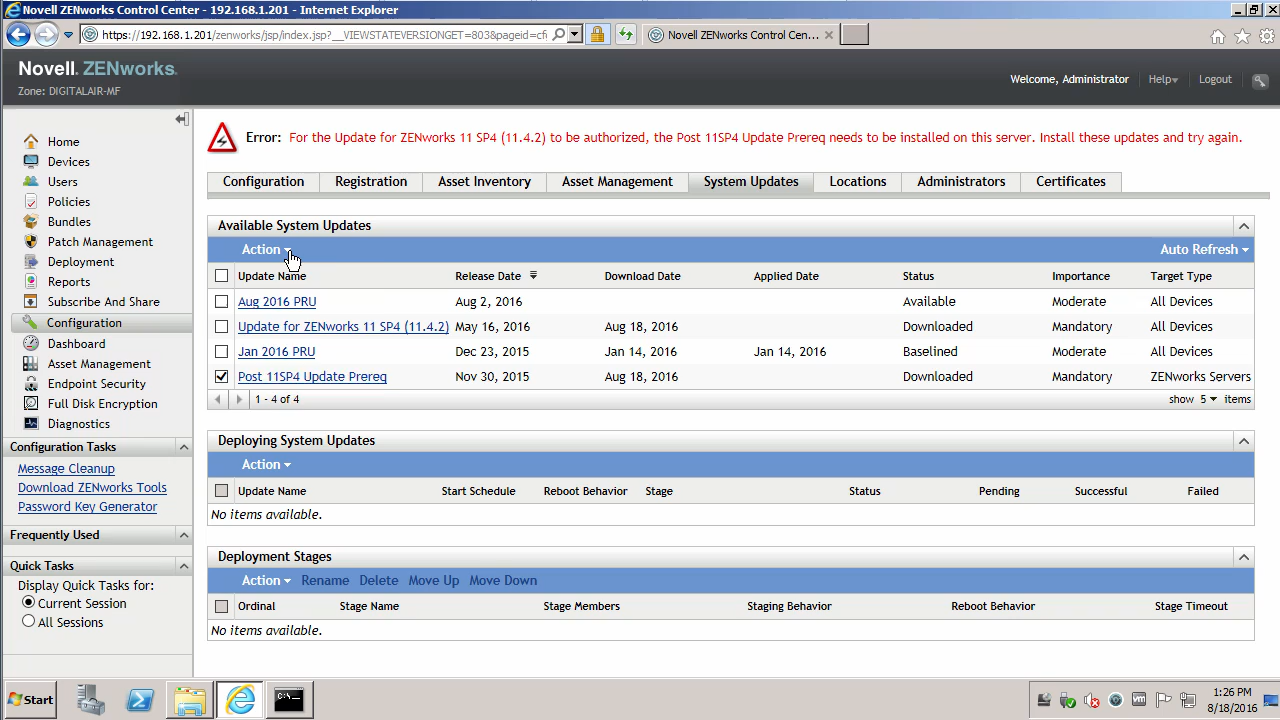 Novell ZENworks Control Center - 192.168.1.201 - Internet Explorer
https://192.168.1.201/zenworks/jsp/index.jsp?__VIEWSTATEVERSIONGET=803&pageid=cf
Novell ZENworks Control Cen...
Novell ZENworks
Zone: DIGITALAIR-MF
Welcome, Administrator
Help
Logout
Home
Devices
Users
Policies
Bundles
Patch Management
Deployment
Reports
Subscribe And Share
Configuration
Dashboard
Asset Management
Endpoint Security
Full Disk Encryption
Diagnostics
Configuration Tasks
Message Cleanup
Download ZENworks Tools
Password Key Generator
Frequently Used
Quick Tasks
Display Quick Tasks for:
Current Session
All Sessions
Error: For the Update for ZENworks 11 SP4 (11.4.2) to be authorized, the Post 11SP4 Update Prereq needs to be installed on this server. Install these updates and try again.
Configuration Registration Asset Inventory Asset Management System Updates Locations Administrators Certificates
Available System Updates
Action Auto Refresh
Update Name Release Date Download Date Applied Date Status Importance Target Type
Aug 2016 PRU Aug 2, 2016 Available Moderate All Devices
Update for ZENworks 11 SP4 (11.4.2) May 16, 2016 Aug 18, 2016 Downloaded Mandatory All Devices
Jan 2016 PRU Dec 23, 2015 Jan 14, 2016 Jan 14, 2016 Baselined Moderate All Devices
Post 11SP4 Update Prereq Nov 30, 2015 Aug 18, 2016 Downloaded Mandatory ZENworks Servers
1 - 4 of 4 show 5 items
Deploying System Updates
Action
Update Name Start Schedule Reboot Behavior Stage Status Pending Successful Failed
No items available.
Deployment Stages
Action Rename Delete Move Up Move Down
Ordinal Stage Name Stage Members Staging Behavior Reboot Behavior Stage Timeout
No items available.
Start
1:26 PM
8/18/2016